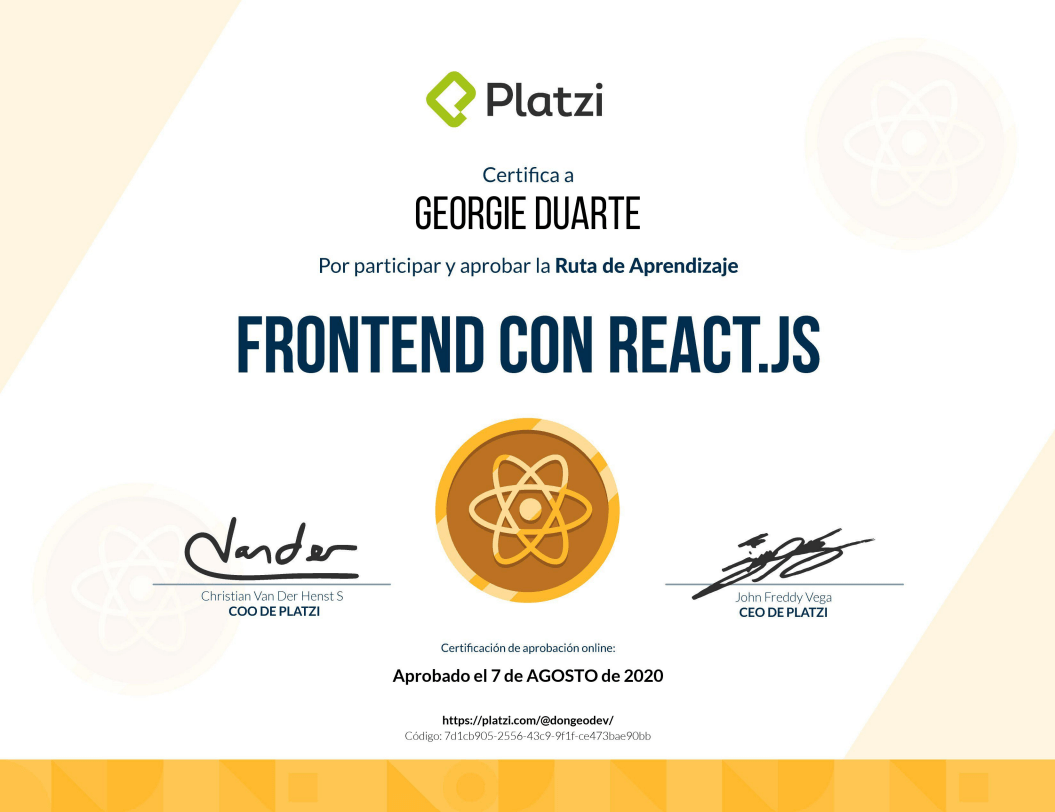 Platzi
Certifica a
GEORGIE DUARTE
Por participar y aprobar la Ruta de Aprendizaje
FRONTEND CON REACT.JS
Vander
Christian Van Der Henst S
COO DE PLATZI
John Freddy Vega
CEO DE PLATZI
Certificación de aprobación online:
Aprobado el 7 de AGOSTO de 2020
https://platzi.com/@dongeodev/
Código: 7d1cb905-2556-43c9-9f1f-ce473bae90bb